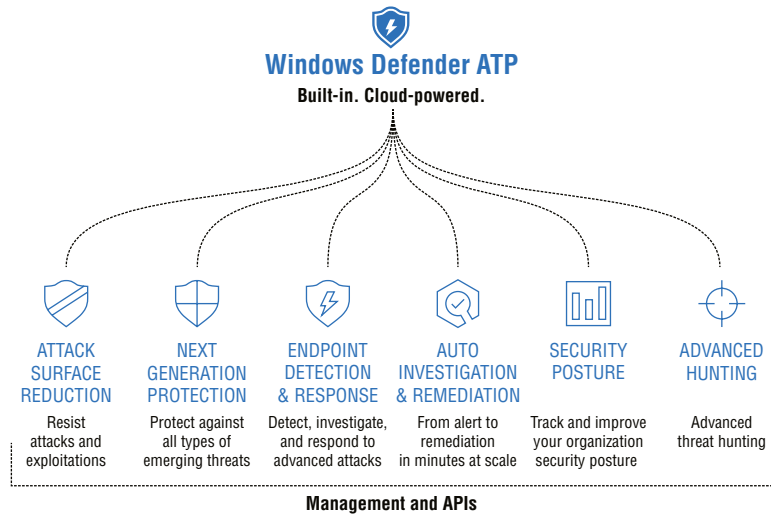 Windows Defender ATP
Built-in. Cloud-powered.
ATTACK
SURFACE
REDUCTION
Resist
attacks and
exploitations
NEXT
GENERATION
PROTECTION
Protect against
all types of
emerging threats
ENDPOINT
DETECTION
& RESPONSE
Detect, investigate,
and respond to
advanced attacks
AUTO
INVESTIGATION
& REMEDIATION
From alert to
remediation
in minutes at scale
SECURITY
POSTURE
Track and improve
your organization
security posture
ADVANCED
HUNTING
Advanced
threat hunting
Management and APIs